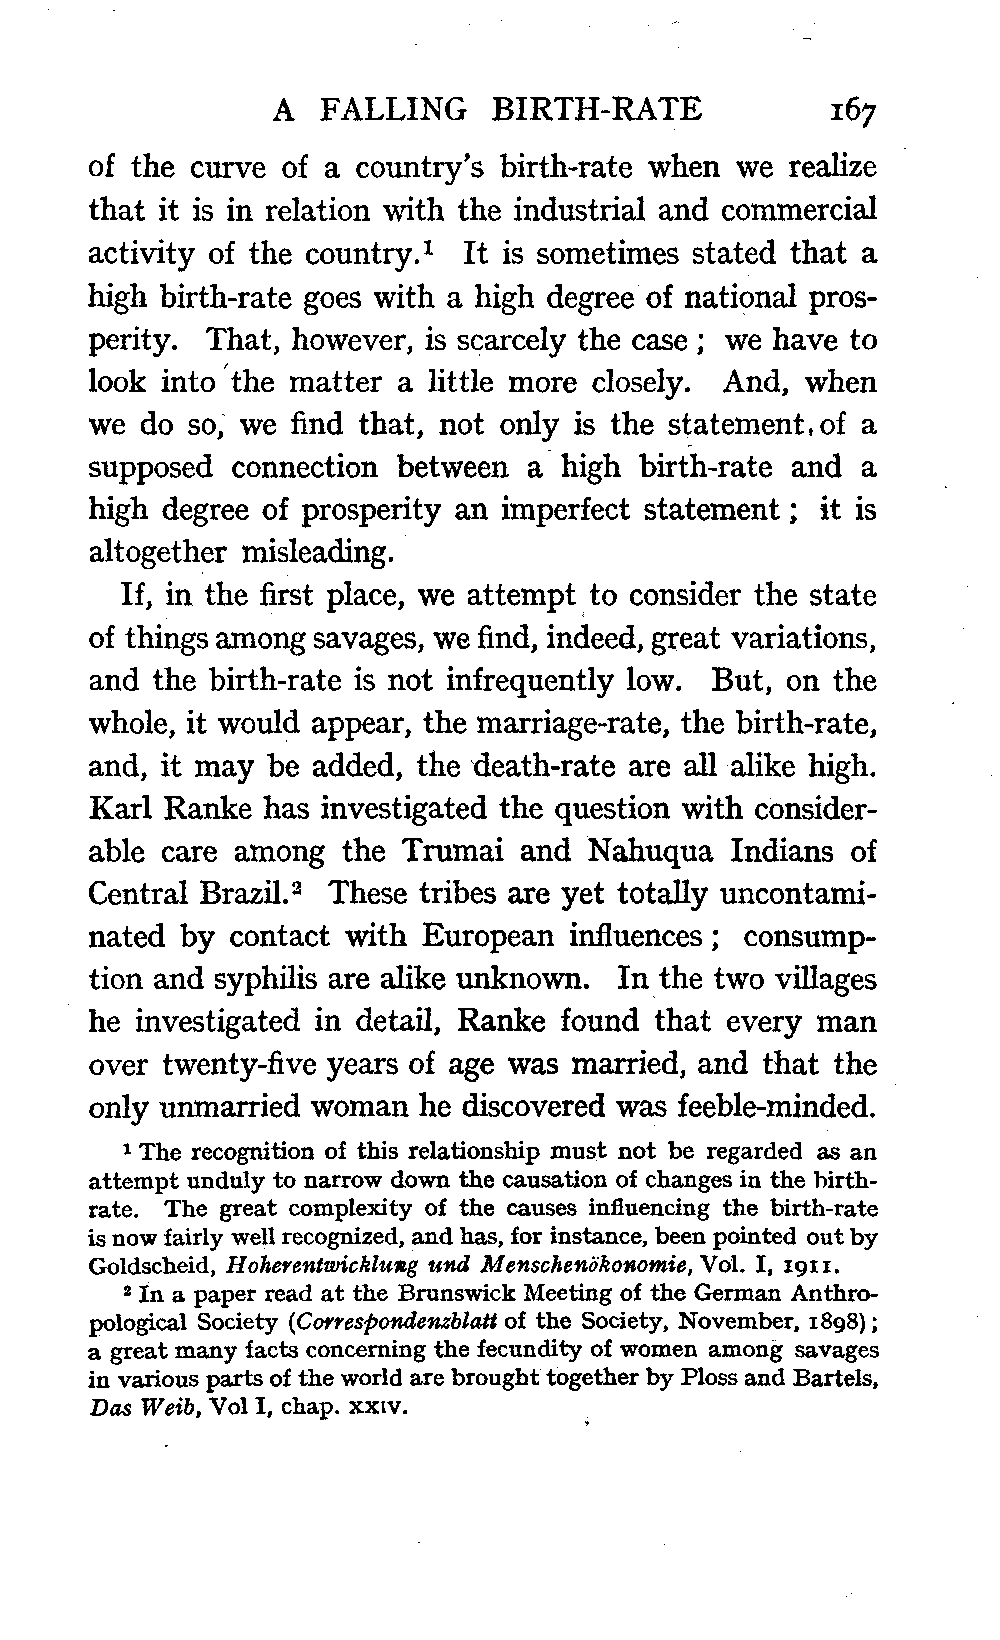 A FALLING BIRTH-RATE 167
of the curve of a country's birth-rate when we realize
that it is in relation with the industrial and commercial
activity of the country.¹ It is sometimes stated that a
high birth-rate goes with a high degree of national pros-
perity. That, however, is scarcely the case ; we have to
look into the matter a little more closely. And, when
we do so, we find that, not only is the statement of a
supposed connection between a high birth-rate and a
high degree of prosperity an imperfect statement ; it is
altogether misleading.
If, in the first place, we attempt to consider the state
of things among savages, we find, indeed, great variations,
and the birth-rate is not infrequently low. But, on the
whole, it would appear, the marriage-rate, the birth-rate,
and, it may be added, the death-rate are all alike high.
Karl Ranke has investigated the question with consider-
able care among the Trumai and Nahuqua Indians of
Central Brazil.² These tribes are yet totally uncontami-
nated by contact with European influences ; consump-
tion and syphilis are alike unknown. In the two villages
he investigated in detail, Ranke found that every man
over twenty-five years of age was married, and that the
only unmarried woman he discovered was feeble-minded.
¹ The recognition of this relationship must not be regarded as an
attempt unduly to narrow down the causation of changes in the birth-
rate. The great complexity of the causes influencing the birth-rate
is now fairly well recognized, and has, for instance, been pointed out by
Goldscheid, Hoherentwicklung und Menschenökonomie, Vol. I, 1911.
² In a paper read at the Brunswick Meeting of the German Anthro-
pological Society (Correspondenzblatt of the Society, November, 1898) ;
a great many facts concerning the fecundity of women among savages
in various parts of the world are brought together by Ploss and Bartels,
Das Weib, Vol I, chap. XXIV.